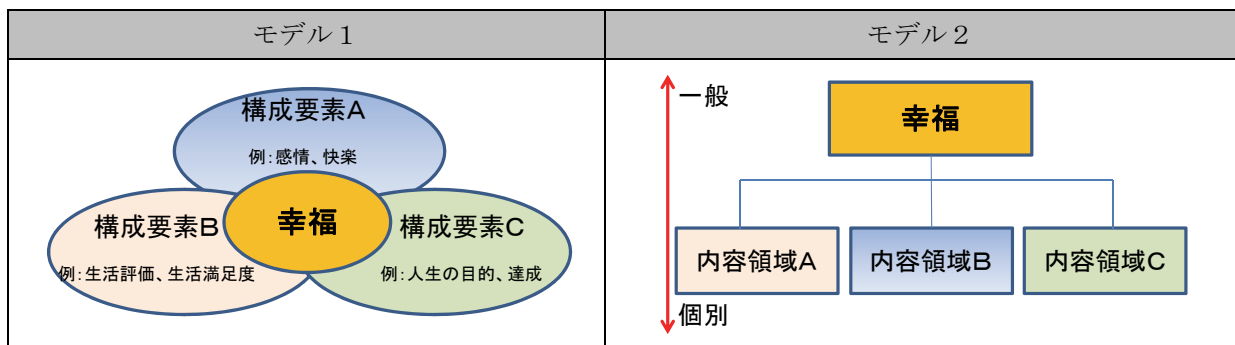 モデル1
モデル2
構成要素A
例:感情、快楽
幸福
構成要素B
例:生活評価、生活満足度
構成要素C
例:人生の目的、達成
一般
幸福
内容領域A
内容領域B
内容領域C
個別